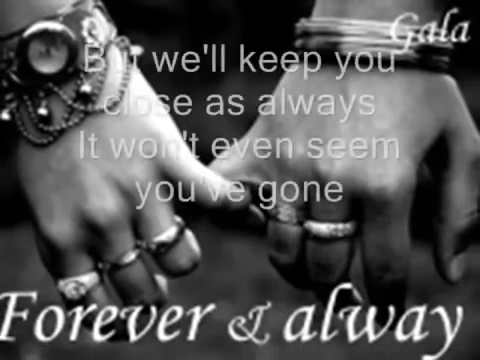 Gala
But we'll keep you
close as always
It won't even seem
you've gone
Forever & alway